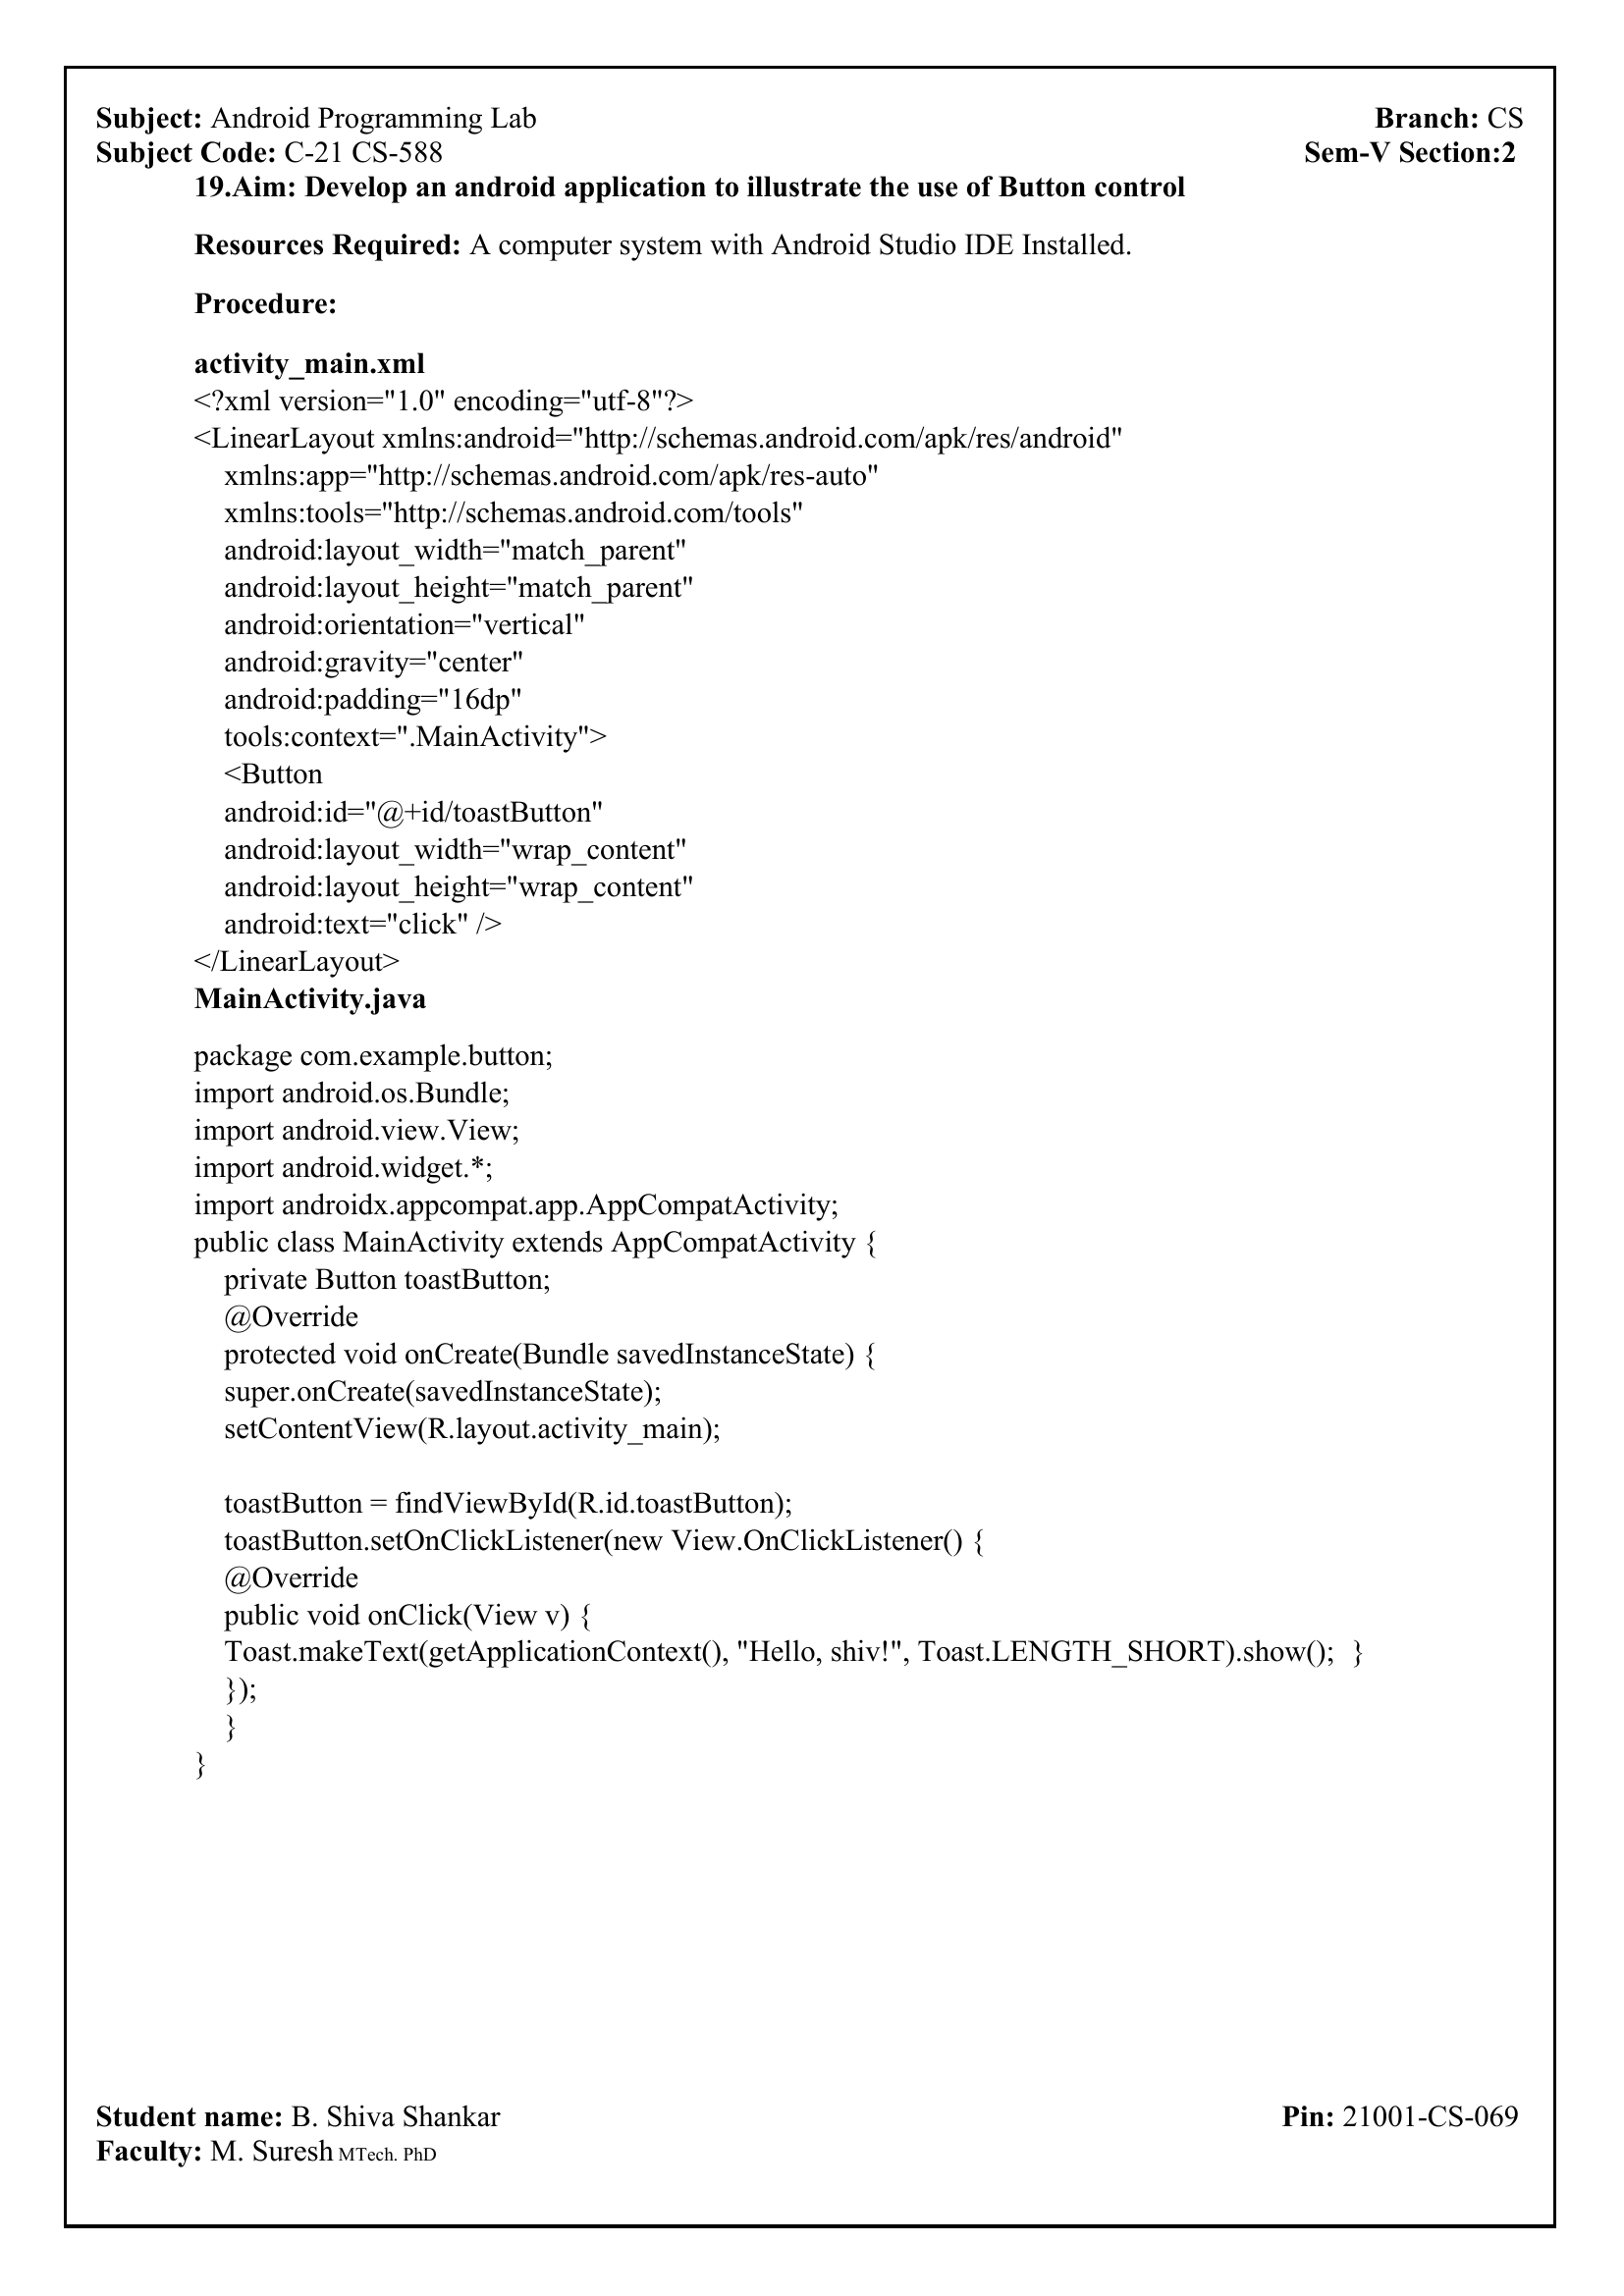 Subject: Android Programming Lab Branch: CS
Subject Code: C-21 CS-588 Sem-V Section:2
19.Aim: Develop an android application to illustrate the use of Button control
Resources Required: A computer system with Android Studio IDE Installed.
Procedure:
activity_main.xml
<?xml version="1.0" encoding="utf-8"?>
<LinearLayout xmlns:android="http://schemas.android.com/apk/res/android"
xmlns:app="http://schemas.android.com/apk/res-auto"
xmlns:tools="http://schemas.android.com/tools"
android:layout_width="match_parent"
android:layout_height="match_parent"
android:orientation="vertical"
android:gravity="center"
android:padding="16dp"
tools:context=".MainActivity">
<Button
android:id="@+id/toastButton"
android:layout_width="wrap_content"
android:layout_height="wrap_content"
android:text="click" />
</LinearLayout>
MainActivity.java
package com.example.button;
import android.os.Bundle;
import android.view.View;
import android.widget.*;
import androidx.appcompat.app.AppCompatActivity;
public class MainActivity extends AppCompatActivity {
private Button toastButton;
@Override
protected void onCreate(Bundle savedInstanceState) {
super.onCreate(savedInstanceState);
setContentView(R.layout.activity_main);
toastButton = findViewById(R.id.toastButton);
toastButton.setOnClickListener(new View.OnClickListener() {
@Override
public void onClick(View v) {
Toast.makeText(getApplicationContext(), "Hello, shiv!", Toast.LENGTH_SHORT).show(); }
});
}
}
Student name: B. Shiva Shankar Pin: 21001-CS-069
Faculty: M. Suresh MTech. PhD